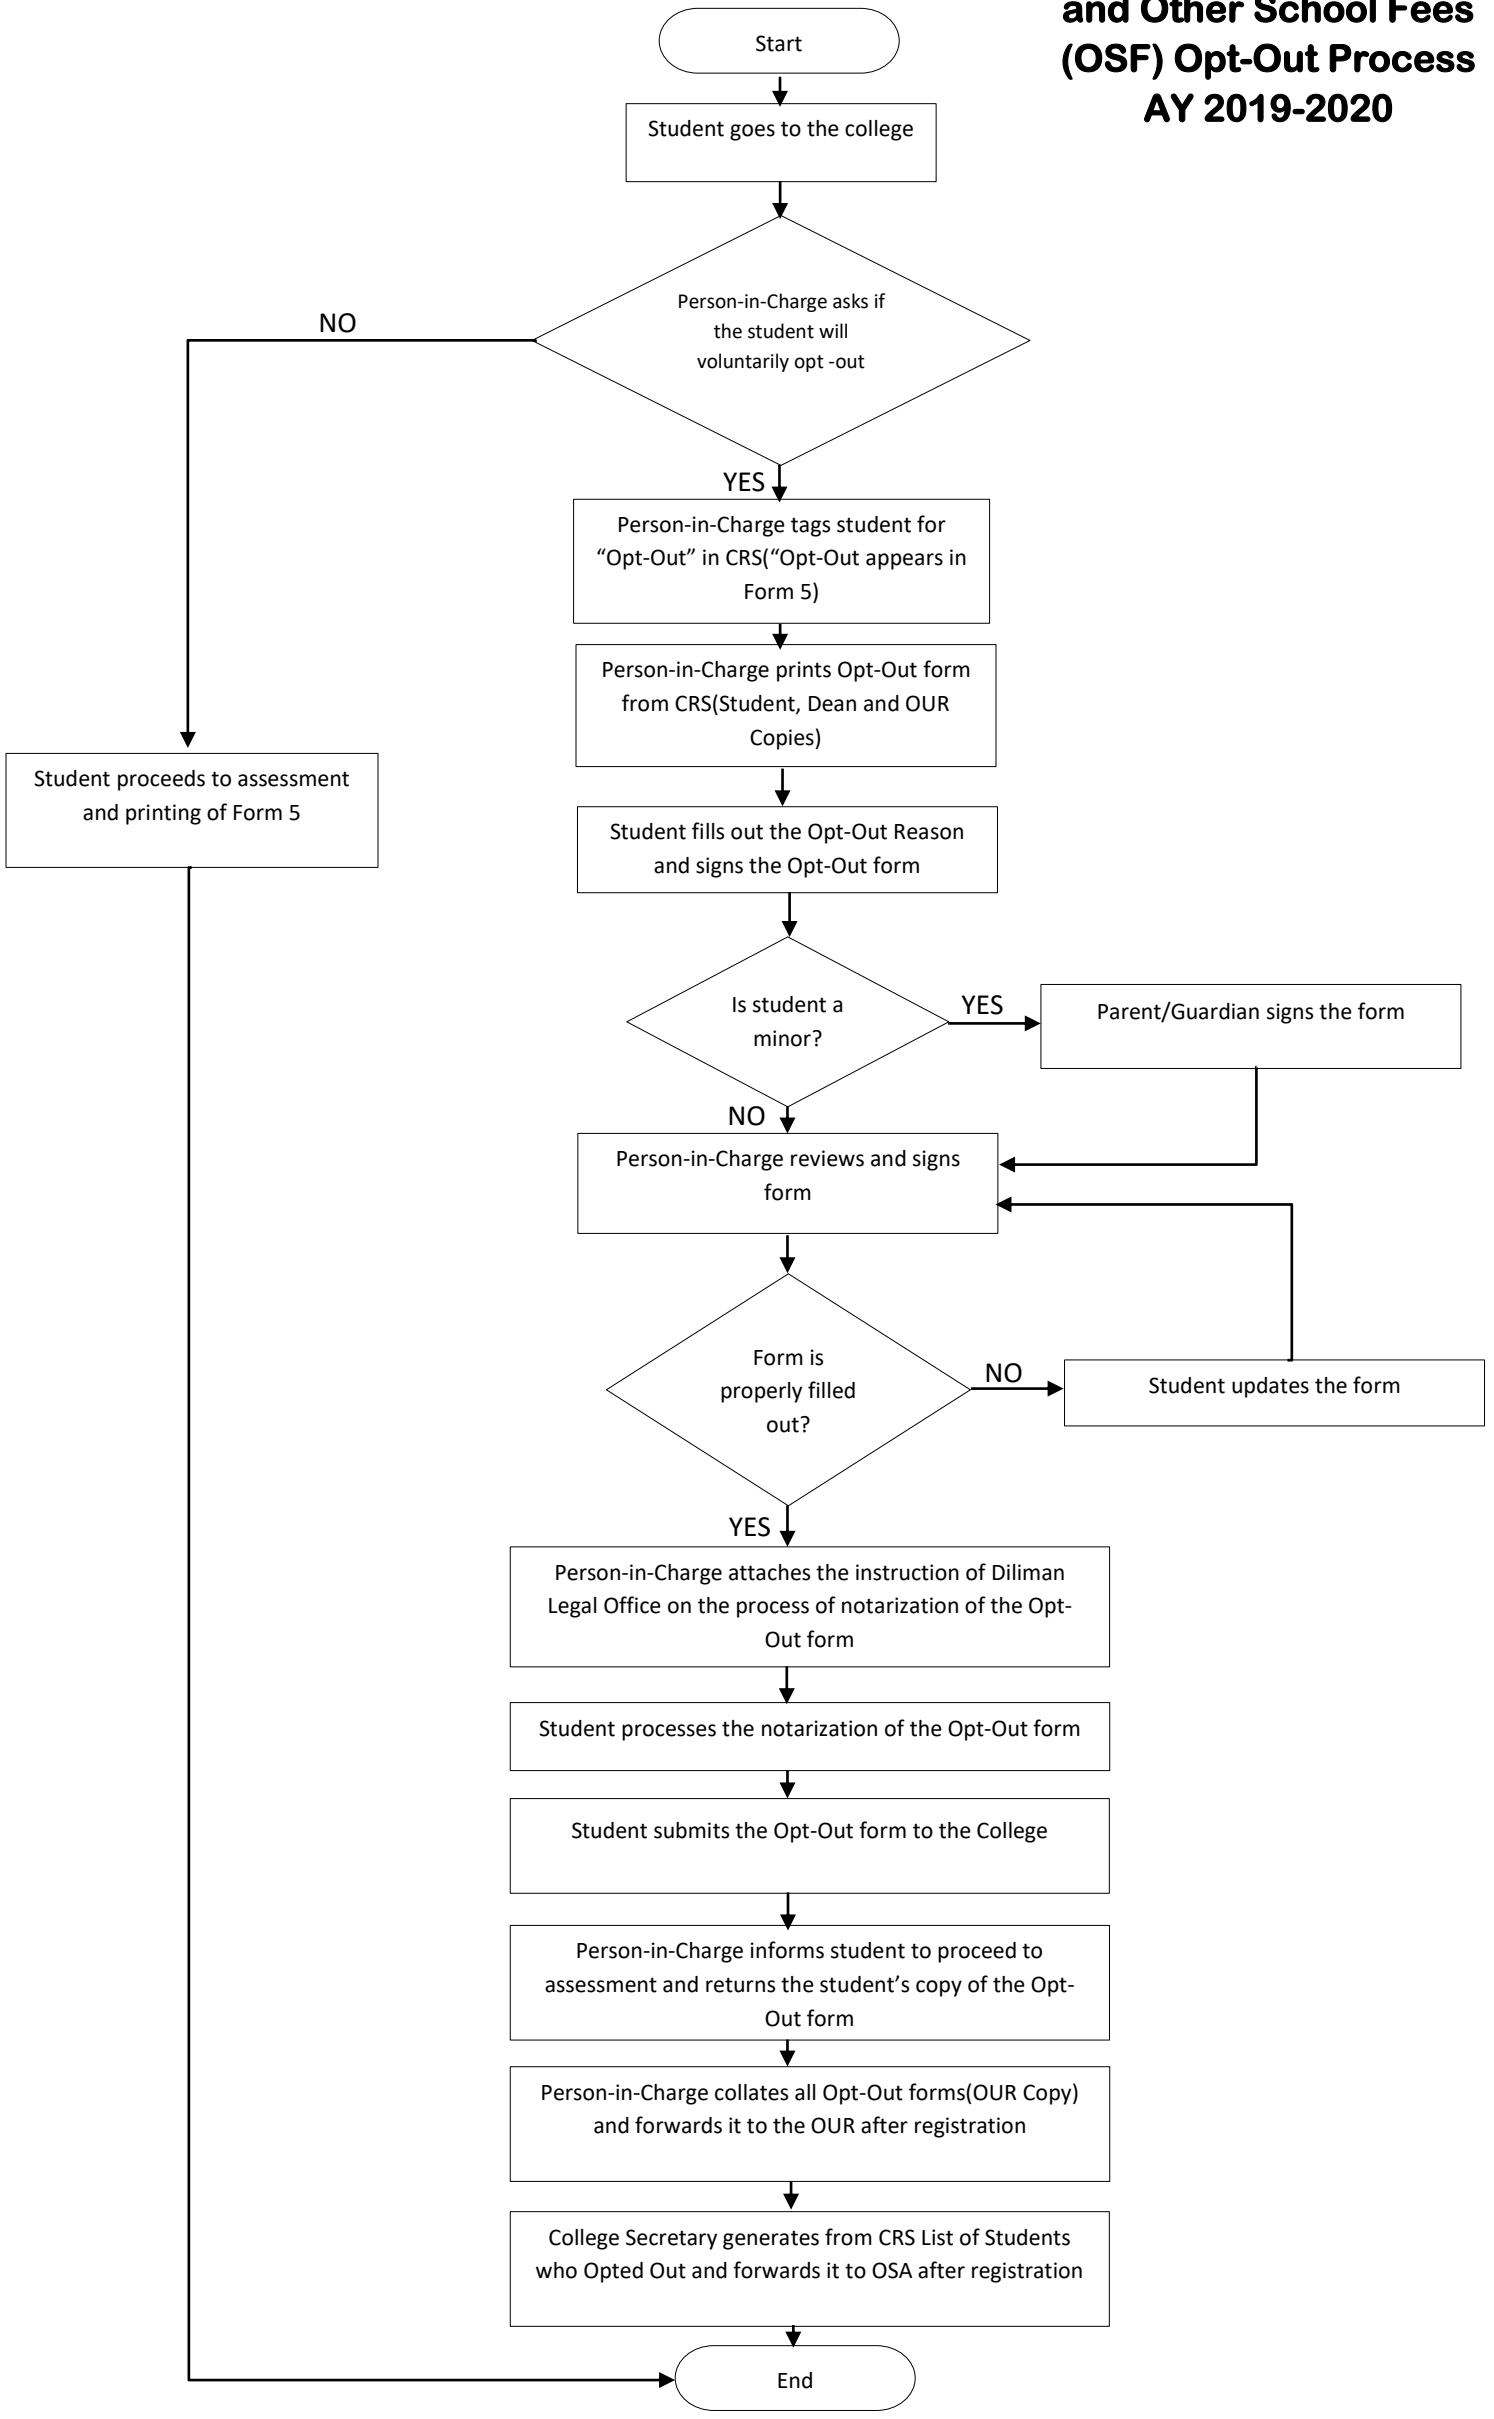 and Other School Fees
(OSF) Opt-Out Process
AY 2019-2020
Start
Student goes to the college
Person-in-Charge asks if
the student will
voluntarily opt -out
NO
YES
Person-in-Charge tags student for
“Opt-Out” in CRS(“Opt-Out appears in
Form 5)
Person-in-Charge prints Opt-Out form
from CRS(Student, Dean and OUR
Copies)
Student proceeds to assessment
and printing of Form 5
Student fills out the Opt-Out Reason
and signs the Opt-Out form
Is student a
minor?
YES
Parent/Guardian signs the form
NO
Person-in-Charge reviews and signs
form
Form is
properly filled
out?
NO
Student updates the form
YES
Person-in-Charge attaches the instruction of Diliman
Legal Office on the process of notarization of the Opt-
Out form
Student processes the notarization of the Opt-Out form
Student submits the Opt-Out form to the College
Person-in-Charge informs student to proceed to
assessment and returns the student’s copy of the Opt-
Out form
Person-in-Charge collates all Opt-Out forms(OUR Copy)
and forwards it to the OUR after registration
College Secretary generates from CRS List of Students
who Opted Out and forwards it to OSA after registration
End